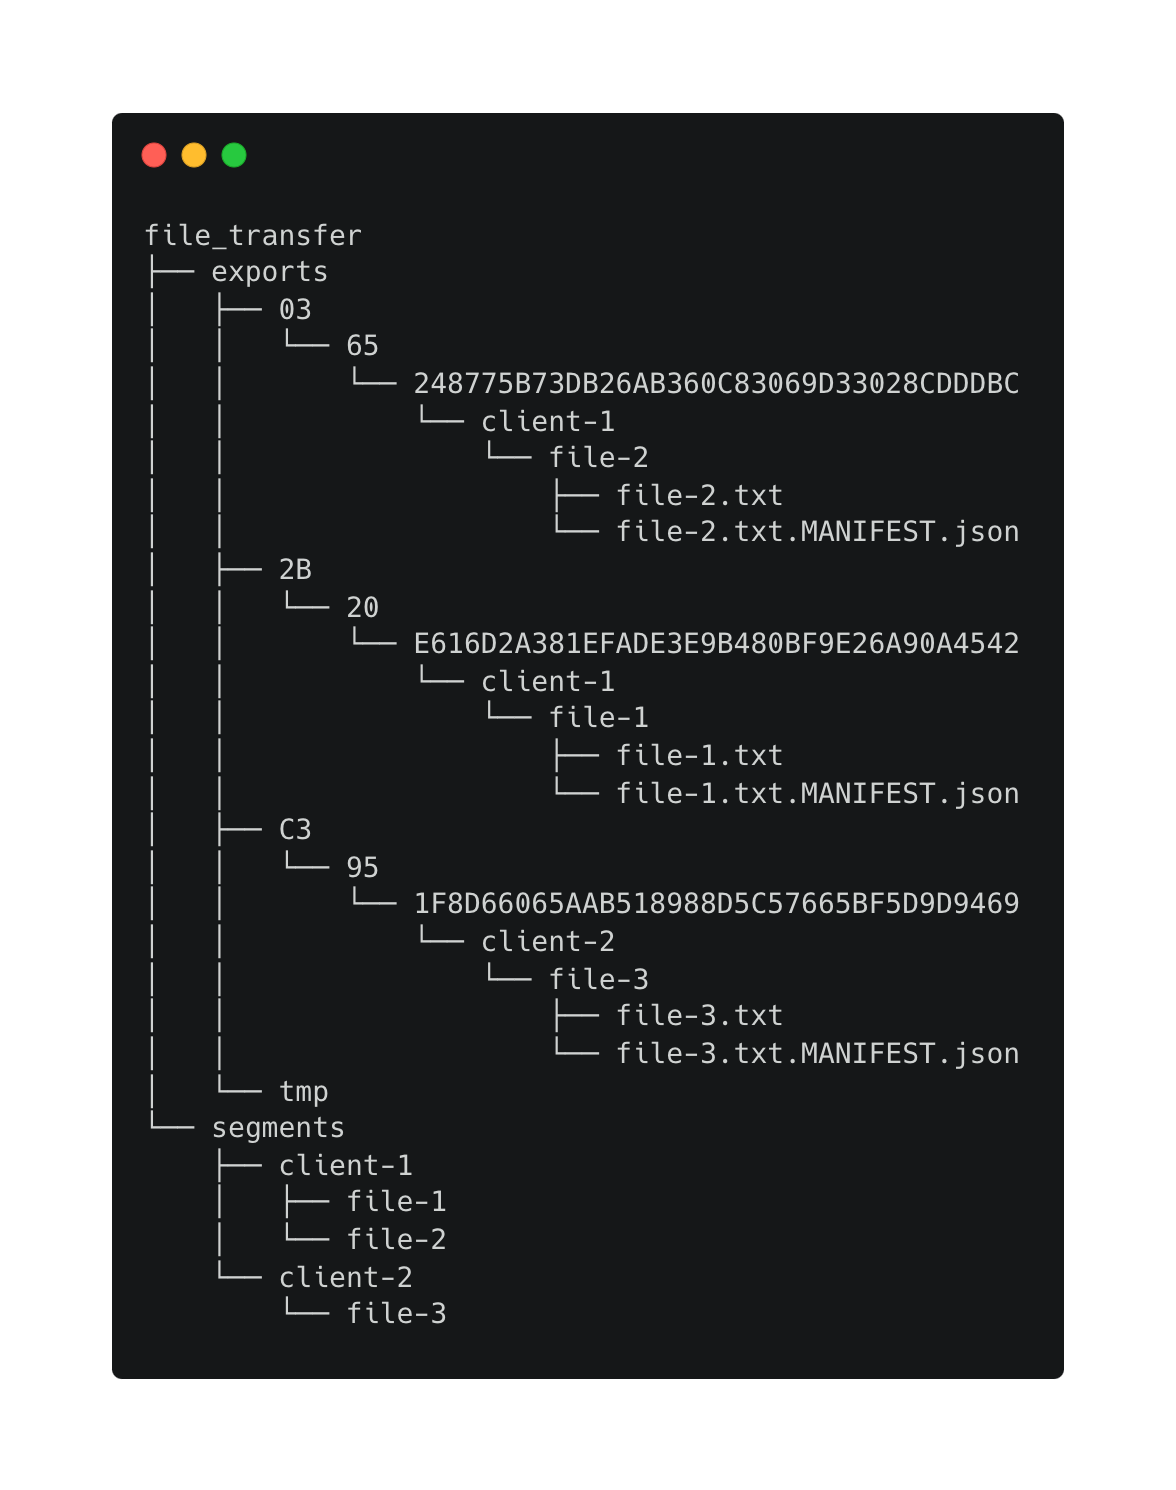 file_transfer
├── exports
│   ├── 03
│   │   └── 65
│   │       └── 248775B73DB26AB360C83069D33028CDDDBC
│   │           └── client-1
│   │               └── file-2
│   │                   ├── file-2.txt
│   │                   └── file-2.txt.MANIFEST.json
│   ├── 2B
│   │   └── 20
│   │       └── E616D2A381EFADE3E9B480BF9E26A90A4542
│   │           └── client-1
│   │               └── file-1
│   │                   ├── file-1.txt
│   │                   └── file-1.txt.MANIFEST.json
│   ├── C3
│   │   └── 95
│   │       └── 1F8D66065AAB518988D5C57665BF5D9D9469
│   │           └── client-2
│   │               └── file-3
│   │                   ├── file-3.txt
│   │                   └── file-3.txt.MANIFEST.json
│   └── tmp
└── segments
    ├── client-1
    │   ├── file-1
    │   └── file-2
    └── client-2
        └── file-3